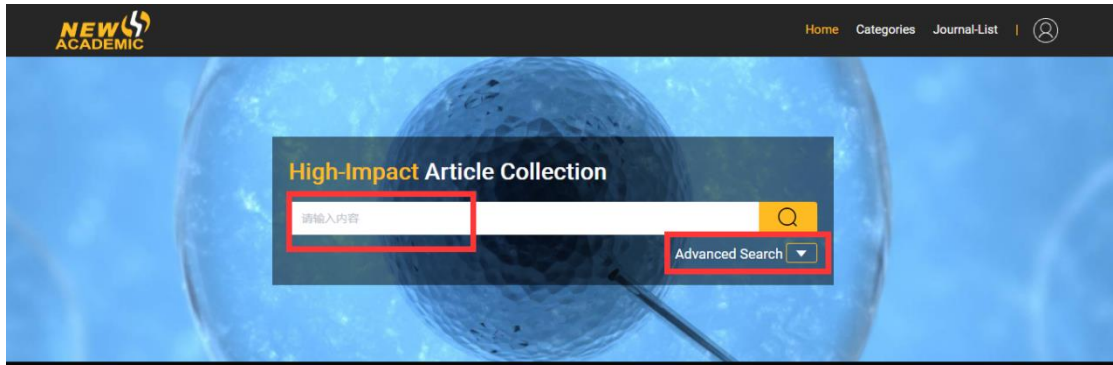 NEW
ACADEMIC
Home Categories Journal-List |
High-Impact Article Collection
请输入内容
Advanced Search